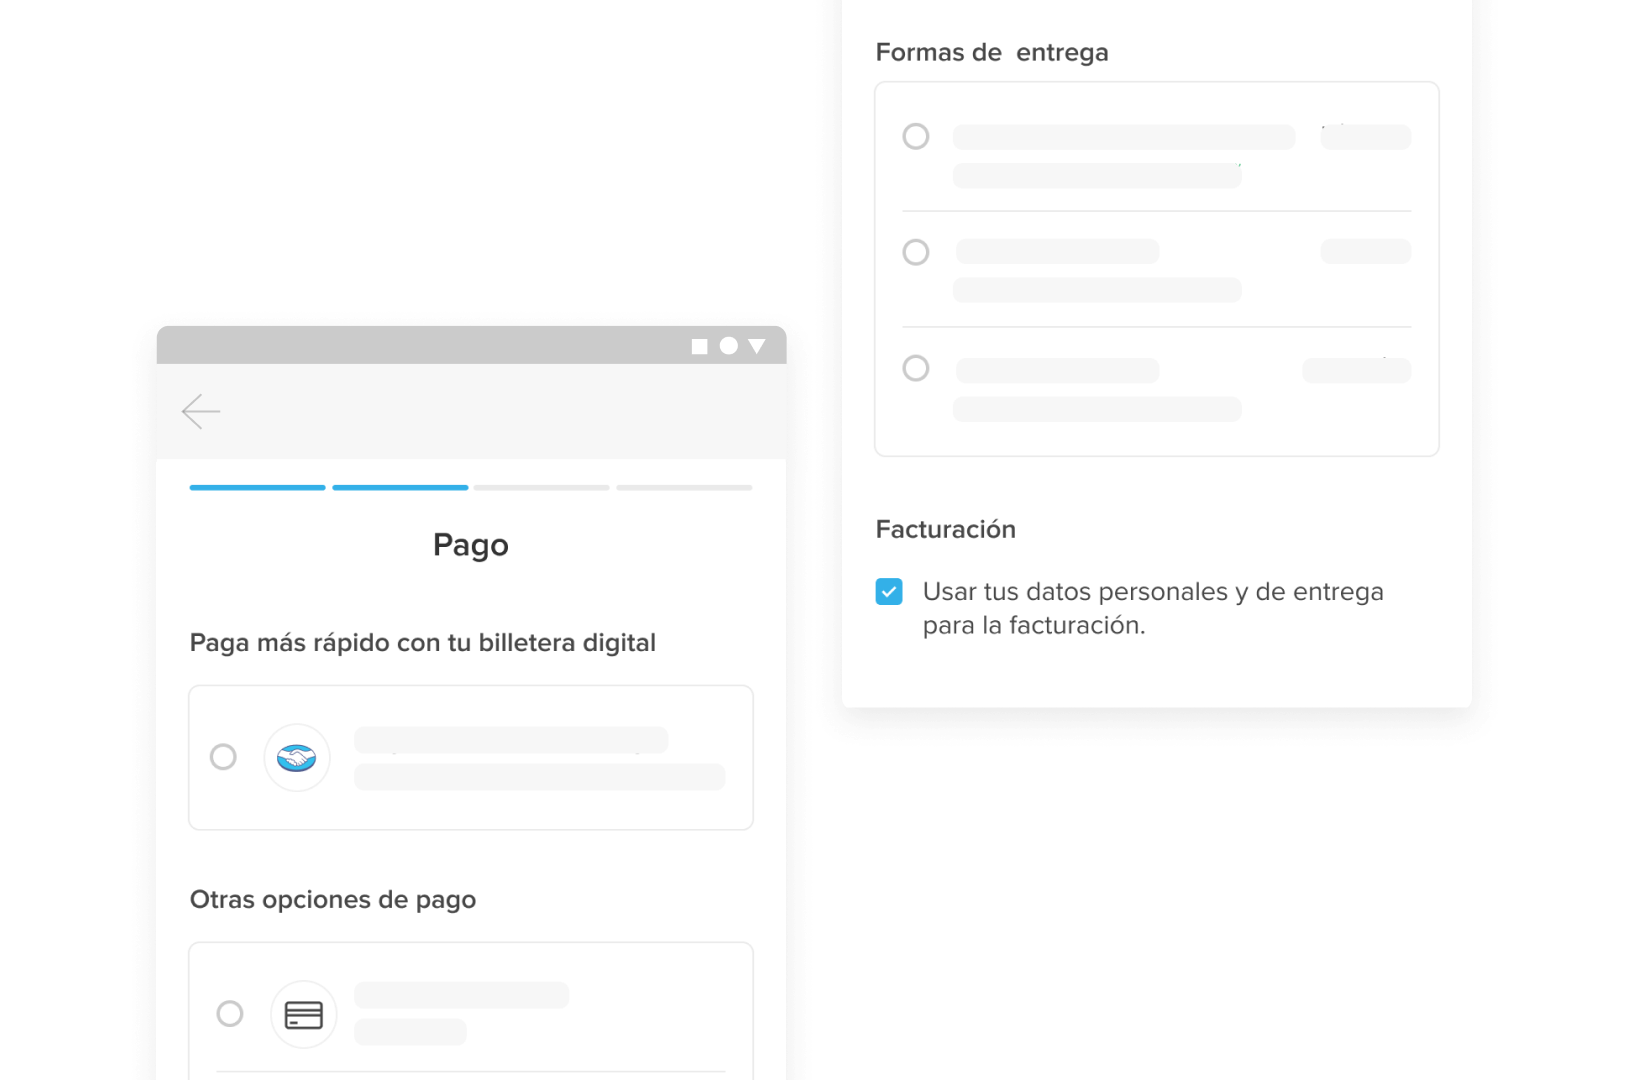 Pago
Paga más rápido con tu billetera digital
Otras opciones de pago
Formas de  entrega
Facturación
Usar tus datos personales y de entrega
para la facturación.